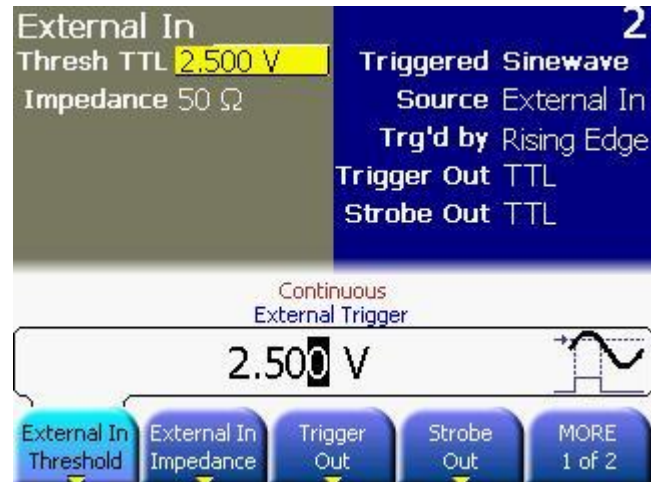 External In
Thresh TTL 2.500 V
Impedance 50 Ω
2
Triggered Sinewave
Source External In
Trg'd by Rising Edge
Trigger Out TTL
Strobe Out TTL
Continuous
External Trigger
2.500 V
External In Threshold
External In Impedance
Trigger Out
Strobe Out
MORE 1 of 2